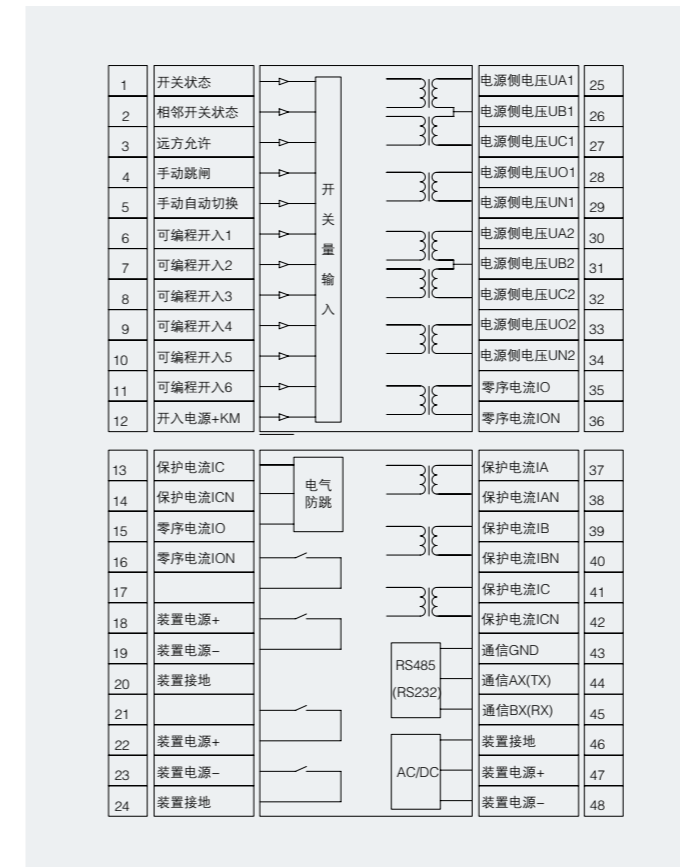 1 开关状态 电源侧电压UA1 25
2 相邻开关状态 电源侧电压UB1 26
3 远方允许 电源侧电压UC1 27
4 手动跳闸 电源侧电压UO1 28
5 手动自动切换 电源侧电压UN1 29
6 可编程开入1 电源侧电压UA2 30
7 可编程开入2 电源侧电压UB2 31
8 可编程开入3 电源侧电压UC2 32
9 可编程开入4 电源侧电压UO2 33
10 可编程开入5 电源侧电压UN2 34
11 可编程开入6 零序电流IO 35
12 开入电源+KM 零序电流ION 36
开
关
量
输
入
13 保护电流IC 保护电流IA 37
14 保护电流ICN 保护电流IAN 38
15 零序电流IO 保护电流IB 39
16 零序电流ION 保护电流IBN 40
17 保护电流IC 41
18 装置电源+ 保护电流ICN 42
19 装置电源− 通信GND 43
20 装置接地 通信AX(TX) 44
21 通信BX(RX) 45
22 装置电源+ 装置接地 46
23 装置电源− 装置电源+ 47
24 装置接地 装置电源− 48
电气
防跳
RS485
(RS232)
AC/DC